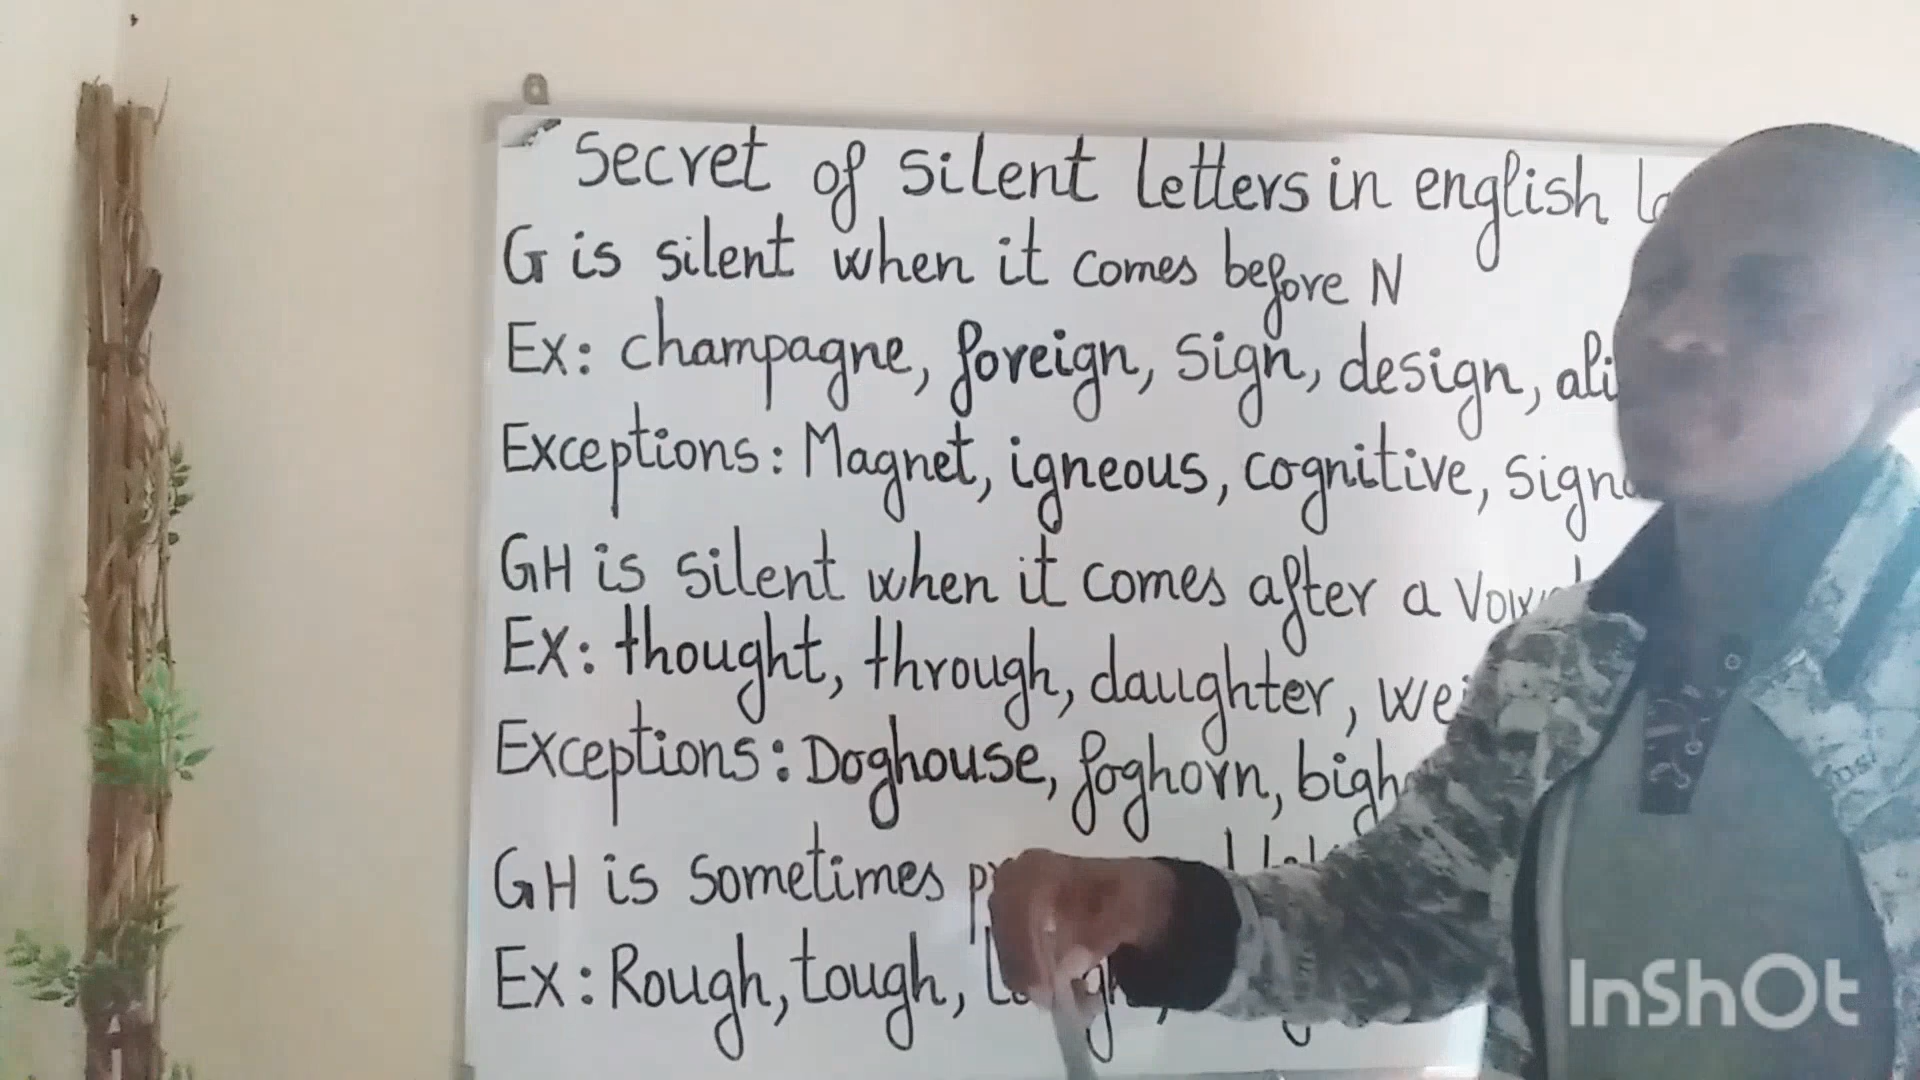 Secret of silent letters in english
G is silent when it comes before N
Ex: champagne, foreign, sign, design,
Exceptions: Magnet, igneous, cognitive,
GH is silent when it comes after a
Ex: thought, through, daughter,
Exceptions: Doghouse, foghorn,
GH is sometimes
Ex: Rough, tough,
InShOt